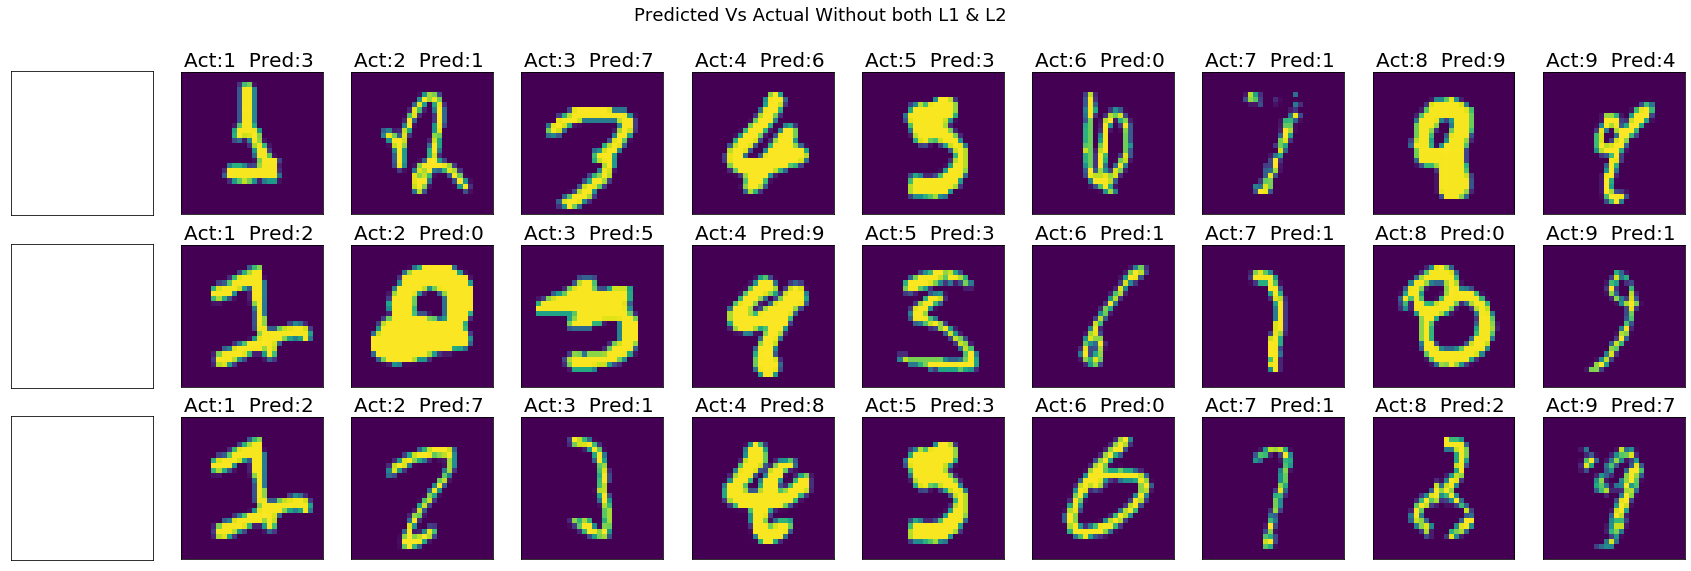 Predicted Vs Actual Without both L1 & L2
Act:1 Pred:3 Act:2 Pred:1 Act:3 Pred:7 Act:4 Pred:6 Act:5 Pred:3 Act:6 Pred:0 Act:7 Pred:1 Act:8 Pred:9 Act:9 Pred:4
Act:1 Pred:2 Act:2 Pred:0 Act:3 Pred:5 Act:4 Pred:9 Act:5 Pred:3 Act:6 Pred:1 Act:7 Pred:1 Act:8 Pred:0 Act:9 Pred:1
Act:1 Pred:2 Act:2 Pred:7 Act:3 Pred:1 Act:4 Pred:8 Act:5 Pred:3 Act:6 Pred:0 Act:7 Pred:1 Act:8 Pred:2 Act:9 Pred:7